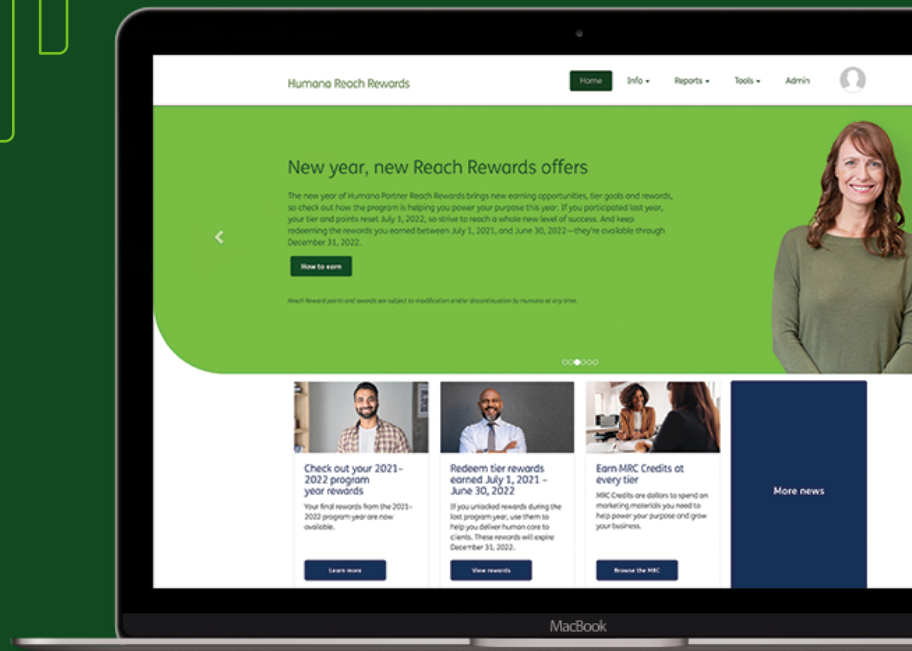 Humana Reach Rewards
Home Info Reports Tools Admin
New year, new Reach Rewards offers
The new year of Humana Partner Reach Rewards brings new earning opportunities, tier goals and rewards,
so check out how the program is helping you power your purpose this year. If you participated last year,
your tier and points reset July 1, 2022, so strive to reach a whole new level of success. And keep
redeeming the rewards you earned between July 1, 2021, and June 30, 2022—they're available through
December 31, 2022.
How to earn
Reach Reward points and awards are subject to modification and/or discontinuation by Humana at any time.
Check out your 2021–
2022 program
year rewards
Your final rewards from the 2021-
2022 program year are now
available.
Learn more
Redeem tier rewards
earned July 1, 2021 –
June 30, 2022
If you unlocked rewards during the
last program year, use them to
help you deliver human care to
clients. These rewards will expire
December 31, 2022.
View rewards
Earn MRC Credits at
every tier
MRC Credits are dollars to spend on
marketing materials you need to
help power your purpose and grow
your business.
Browse the MRC
More news
MacBook